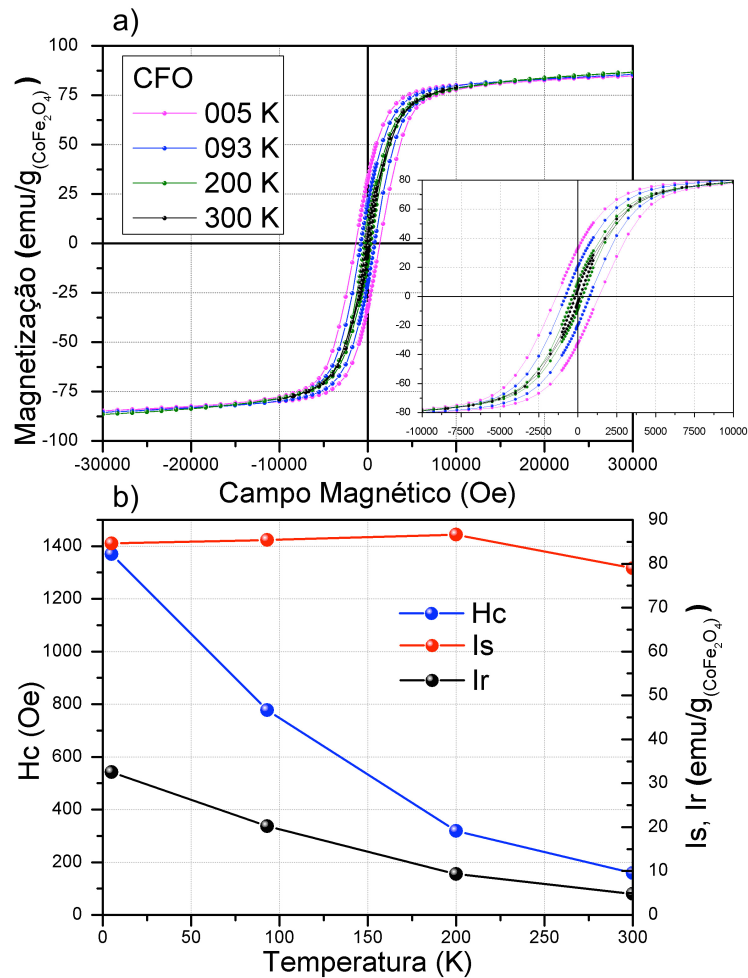 a)
100
75
50
25
0
-25
-50
-75
-100
Magnetização (emu/g(CoFe2O4))
CFO
005 K
093 K
200 K
300 K
80
60
40
20
0
-20
-40
-60
-80
-10000 -7500 -5000 -2500 0 2500 5000 7500 10000
-30000 -20000 -10000 0 10000 20000 30000
Campo Magnético (Oe)
b)
1400
1200
1000
800
600
400
200
0
Hc (Oe)
Hc
Is
Ir
90
80
70
60
50
40
30
20
10
0
Is, Ir (emu/g(CoFe2O4))
0 50 100 150 200 250 300
Temperatura (K)